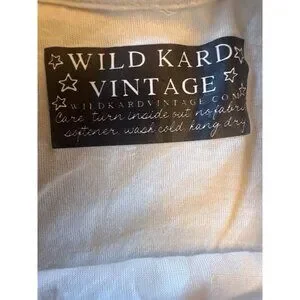 WILD KARD
VINTAGE
WILDKARDVINTAGE.COM
Care: turn inside out no fabric
softener wash cold hang dry